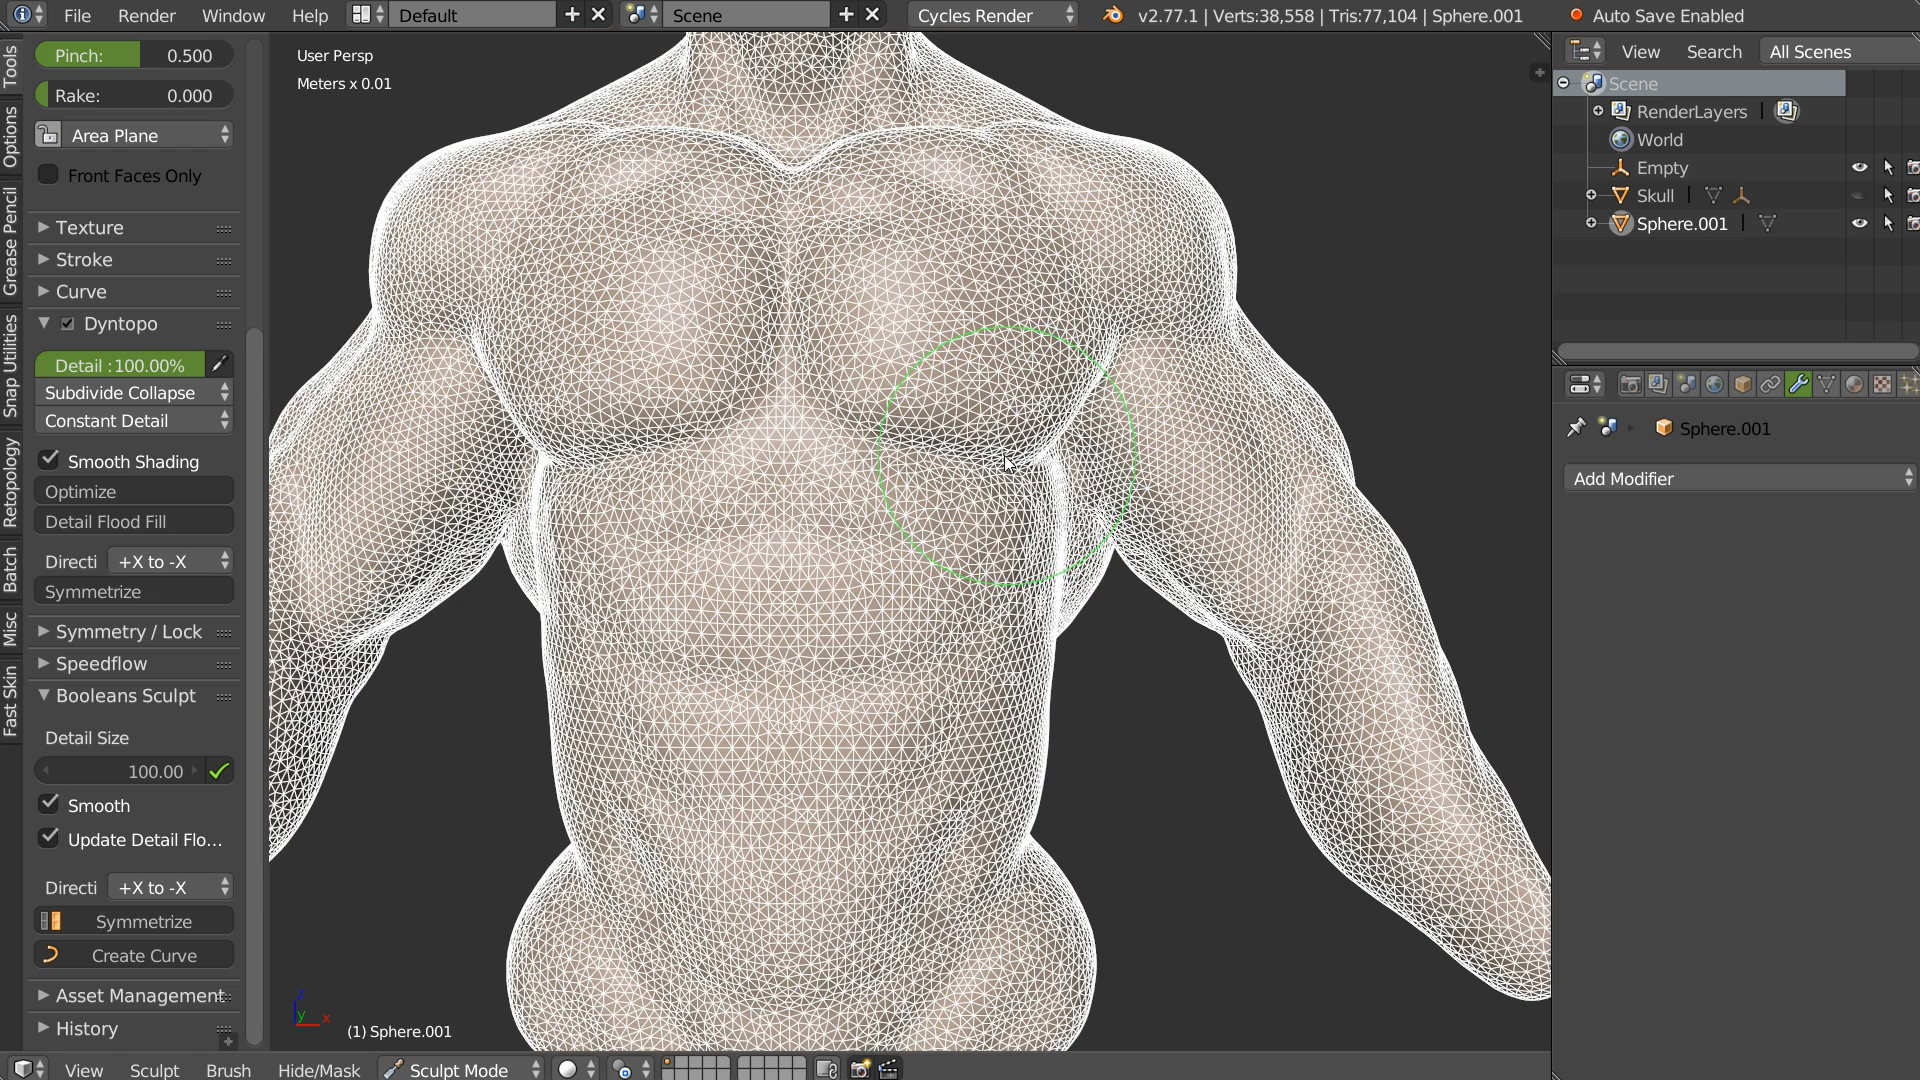 File Render Window Help Default Scene Cycles Render v2.77.1 | Verts:38,558 | Tris:77,104 | Sphere.001 Auto Save Enabled
Tools
Options
Grease Pencil
Snap Utilities
Retopology
Batch
Misc
Fast Skin
Pinch: 0.500
Rake: 0.000
Area Plane
Front Faces Only
Texture
Stroke
Curve
Dyntopo
Detail :100.00%
Subdivide Collapse
Constant Detail
Smooth Shading
Optimize
Detail Flood Fill
Directi +X to -X
Symmetrize
Symmetry / Lock
Speedflow
Booleans Sculpt
Detail Size
100.00
Smooth
Update Detail Flo...
Directi +X to -X
Symmetrize
Create Curve
Asset Management
History
User Persp
Meters x 0.01
z
y
x
(1) Sphere.001
View Sculpt Brush Hide/Mask Sculpt Mode
View Search All Scenes
Scene
RenderLayers |
World
Empty
Skull |
Sphere.001 |
Sphere.001
Add Modifier